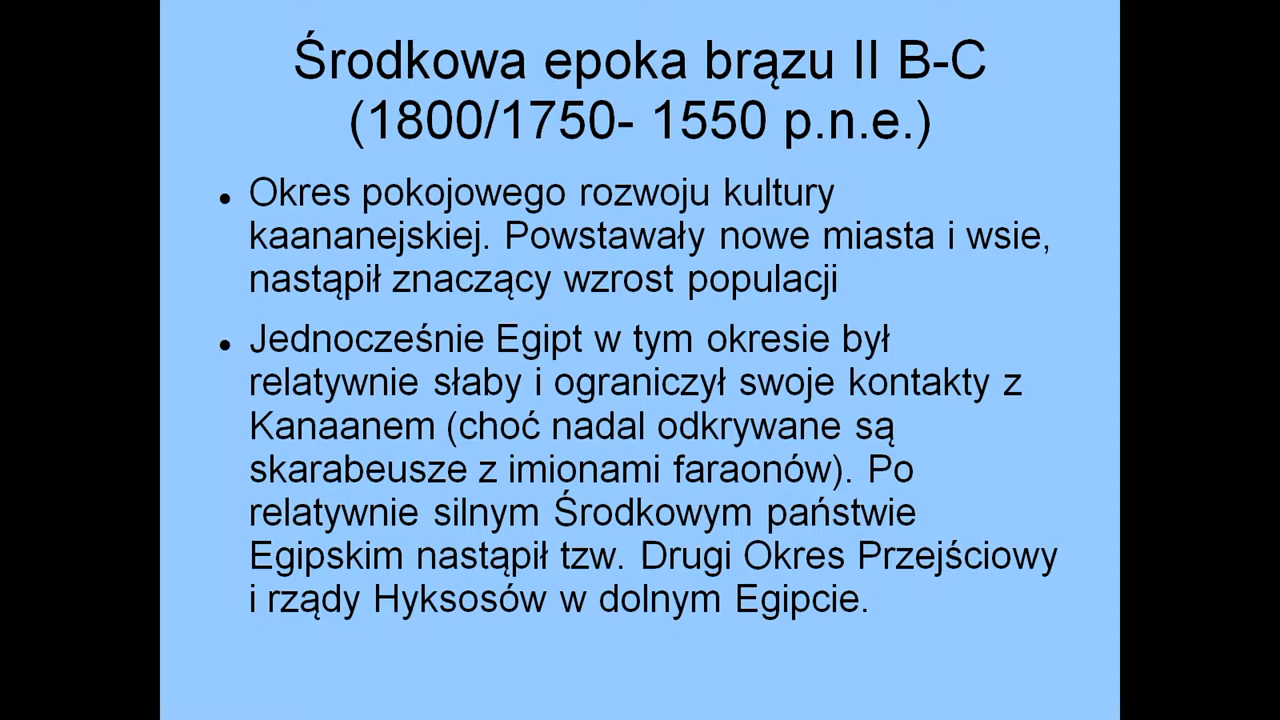 Środkowa epoka brązu II B-C
(1800/1750- 1550 p.n.e.)
• Okres pokojowego rozwoju kultury
kaananejskiej. Powstawały nowe miasta i wsie,
nastąpił znaczący wzrost populacji
• Jednocześnie Egipt w tym okresie był
relatywnie słaby i ograniczył swoje kontakty z
Kanaanem (choć nadal odkrywane są
skarabeusze z imionami faraonów). Po
relatywnie silnym Środkowym państwie
Egipskim nastąpił tzw. Drugi Okres Przejściowy
i rządy Hyksosów w dolnym Egipcie.